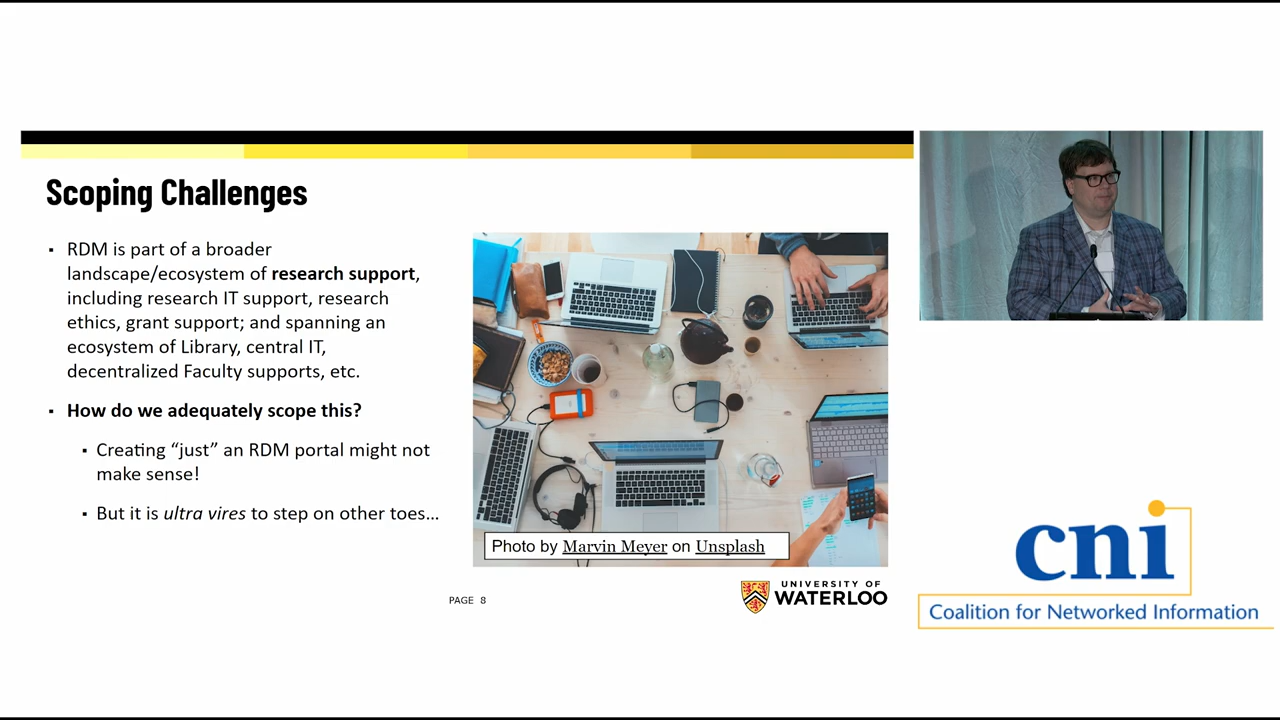 Scoping Challenges
▪ RDM is part of a broader
landscape/ecosystem of research support,
including research IT support, research
ethics, grant support; and spanning an
ecosystem of Library, central IT,
decentralized Faculty supports, etc.
▪ How do we adequately scope this?
▪ Creating “just” an RDM portal might not
make sense!
▪ But it is ultra vires to step on other toes…
Photo by Marvin Meyer on Unsplash
PAGE 8
UNIVERSITY OF
WATERLOO
cni
Coalition for Networked Information